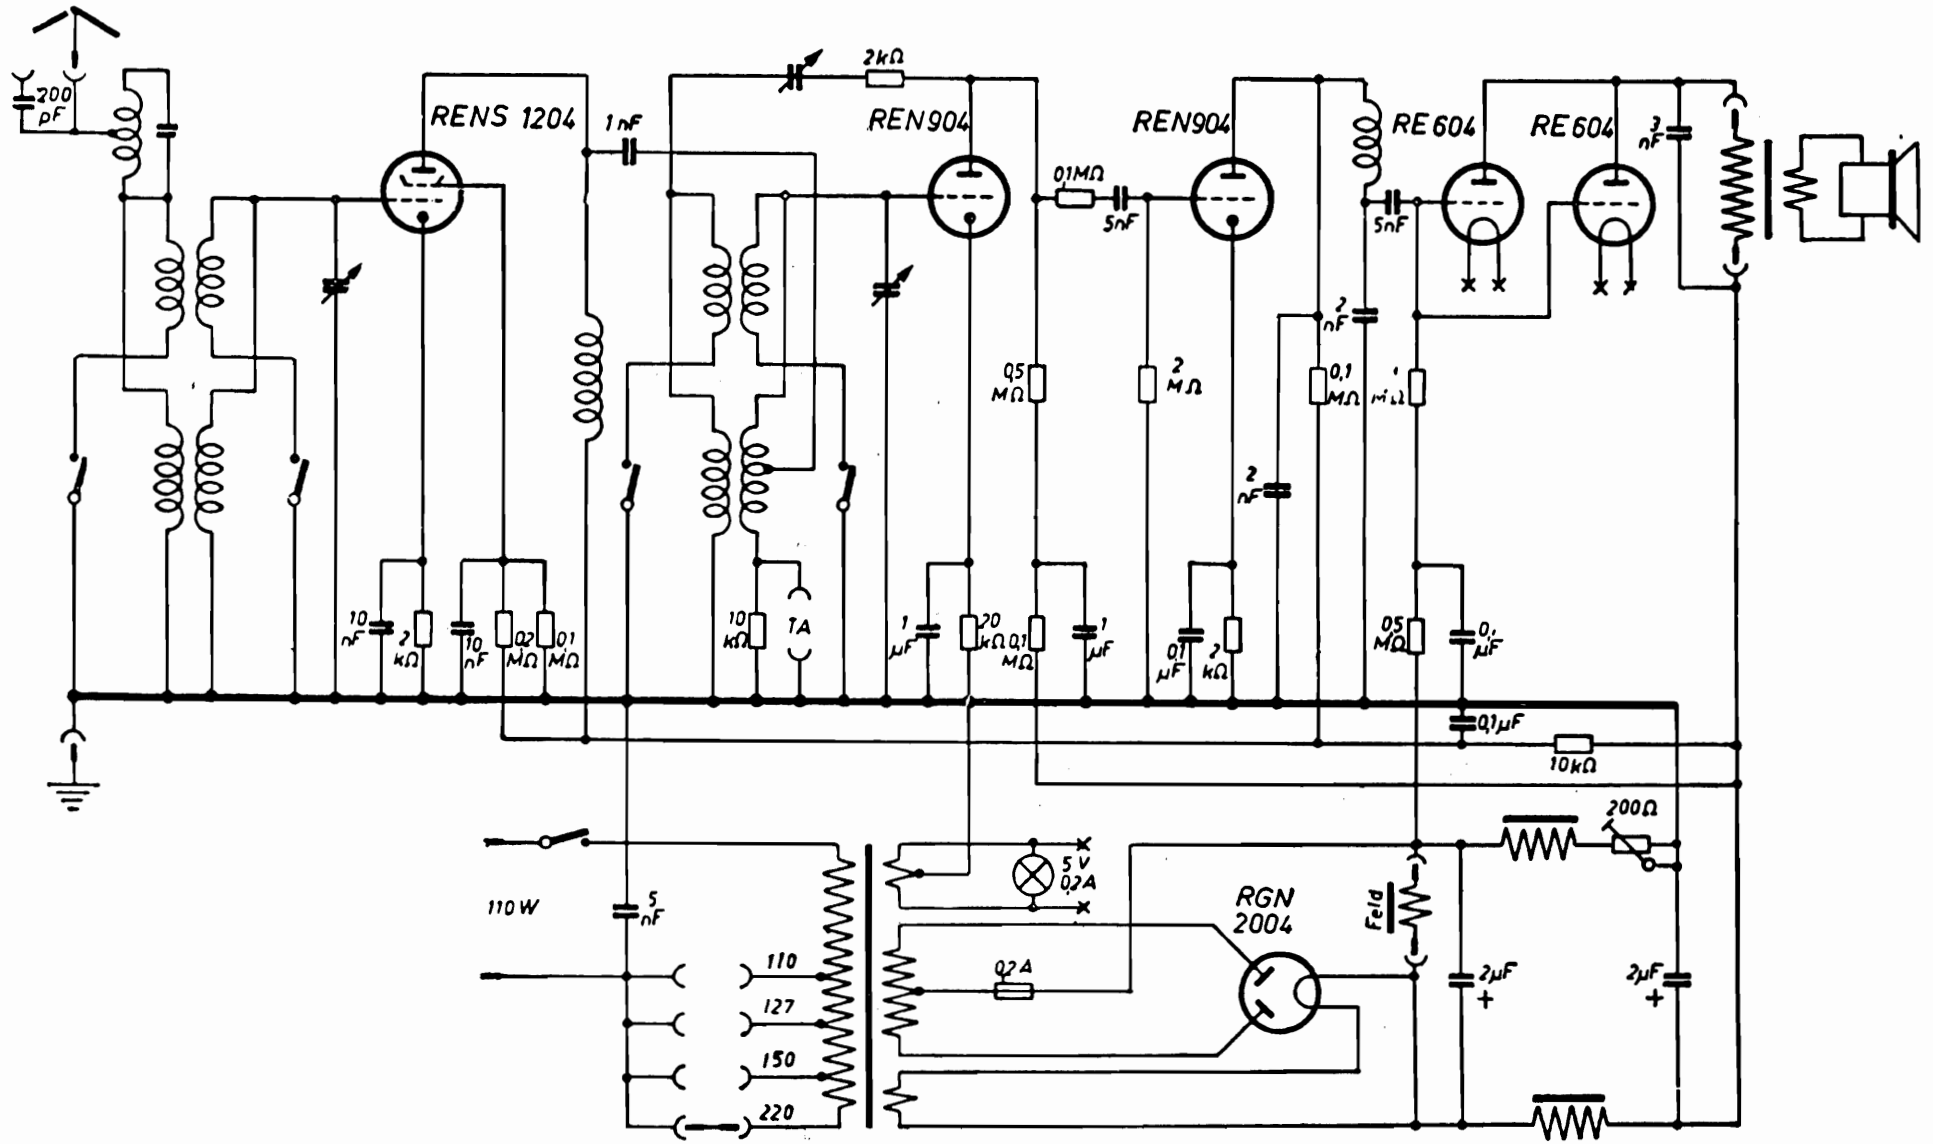 200
pF
RENS 1204
1nF
2kΩ
REN904
0,1MΩ
5nF
REN904
RE604
RE604
3
nF
5nF
2
nF
0,5
MΩ
2
MΩ
0,1
MΩ
MΩ
2
nF
10
nF
2
kΩ
10
nF
0,2
MΩ
0,1
MΩ
10
kΩ
TA
1
µF
20
kΩ
0,1
MΩ
1
µF
0,1
µF
2
kΩ
0,5
MΩ
µF
0,1µF
10kΩ
200Ω
110W
5
nF
5V
0,2A
RGN
2004
Feld
0,2A
110
127
150
220
2µF
+
2µF
+